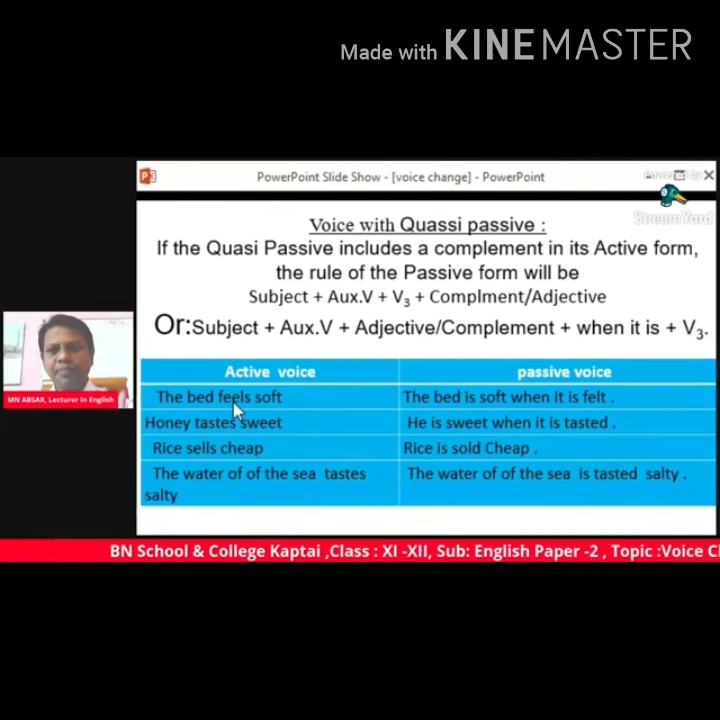 Made with KINEMASTER
PowerPoint Slide Show - [voice change] - PowerPoint
StreamYard
Voice with Quassi passive :
If the Quasi Passive includes a complement in its Active form,
the rule of the Passive form will be
Subject + Aux.V + V₃ + Complment/Adjective
Or:Subject + Aux.V + Adjective/Complement + when it is + V₃.
Active voice
passive voice
The bed feels soft
The bed is soft when it is felt .
Honey tastes sweet
He is sweet when it is tasted .
Rice sells cheap
Rice is sold Cheap .
The water of of the sea tastes
salty
The water of of the sea is tasted salty .
MN ABSAR, Lecturer In English
BN School & College Kaptai ,Class : XI -XII, Sub: English Paper -2 , Topic :Voice C